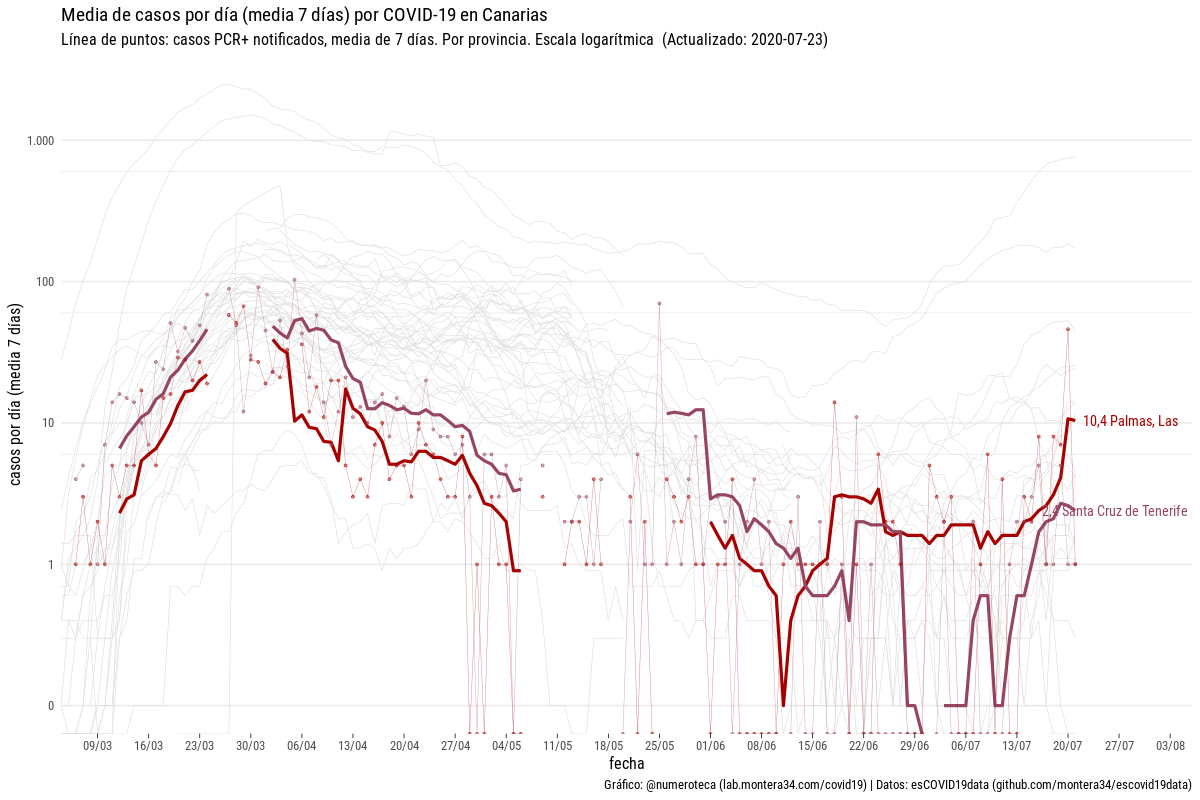 Media de casos por día (media 7 días) por COVID-19 en Canarias
Línea de puntos: casos PCR+ notificados, media de 7 días. Por provincia. Escala logarítmica (Actualizado: 2020-07-23)
casos por día (media 7 días)
1.000
100
10
1
0
10,4 Palmas, Las
2,4 Santa Cruz de Tenerife
09/03 16/03 23/03 30/03 06/04 13/04 20/04 27/04 04/05 11/05 18/05 25/05 01/06 08/06 15/06 22/06 29/06 06/07 13/07 20/07 27/07 03/08
fecha
Gráfico: @numeroteca (lab.montera34.com/covid19) | Datos: esCOVID19data (github.com/montera34/escovid19data)